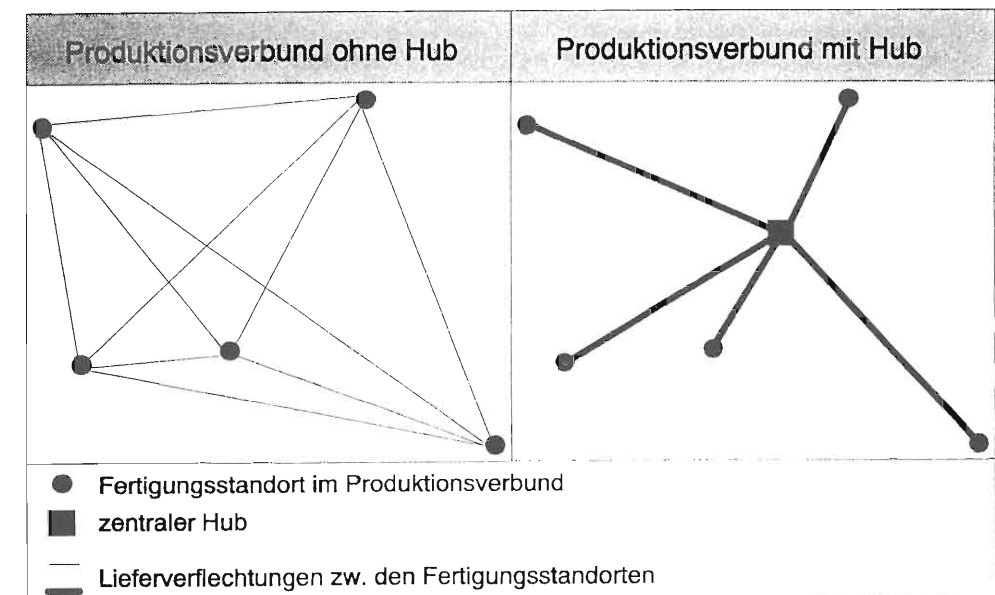 Produktionsverbund ohne Hub
Produktionsverbund mit Hub
Fertigungsstandort im Produktionsverbund
zentraler Hub
Lieferverflechtungen zw. den Fertigungsstandorten